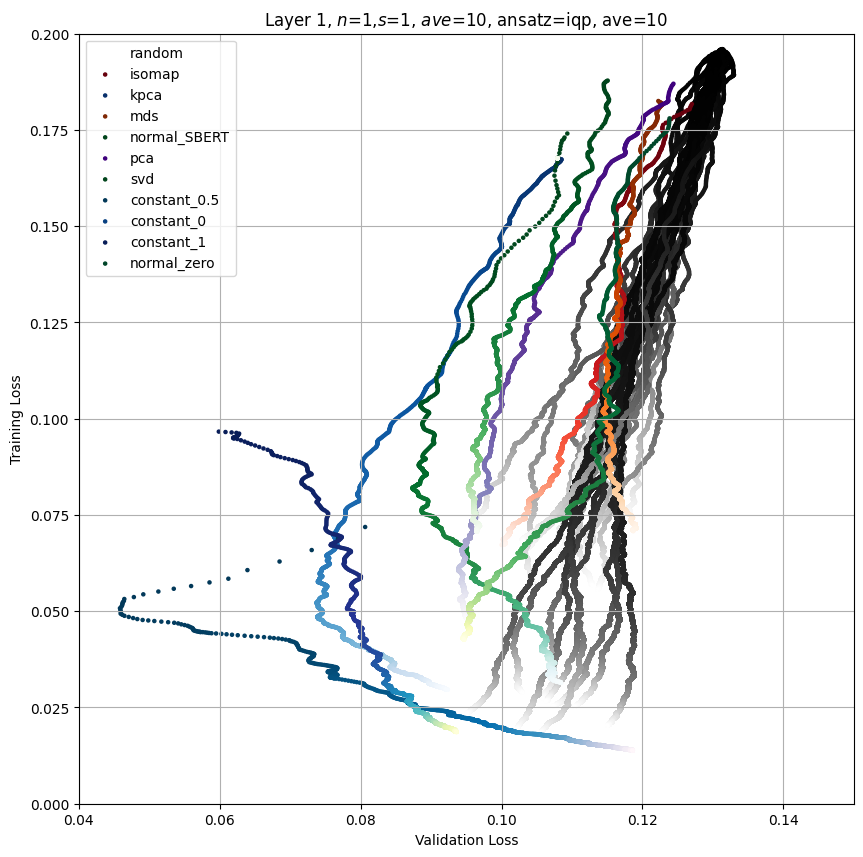 Layer 1, n=1,s=1, ave=10, ansatz=iqp, ave=10
0.200
0.175
0.150
0.125
0.100
0.075
0.050
0.025
0.000
Training Loss
random
isomap
kpca
mds
normal_SBERT
pca
svd
constant_0.5
constant_0
constant_1
normal_zero
0.04 0.06 0.08 0.10 0.12 0.14
Validation Loss